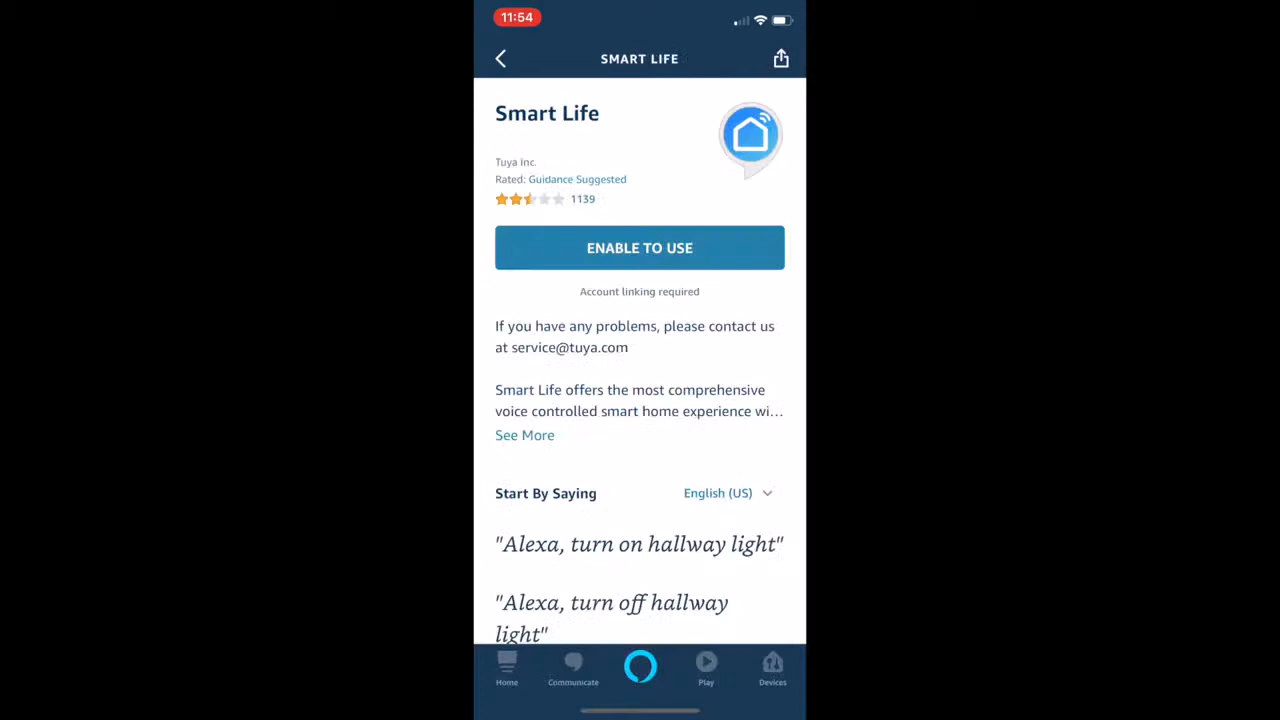 11:54
SMART LIFE
Smart Life
Tuya Inc.
Rated: Guidance Suggested
1139
ENABLE TO USE
Account linking required
If you have any problems, please contact us
at service@tuya.com
Smart Life offers the most comprehensive
voice controlled smart home experience wi...
See More
Start By Saying English (US)
"Alexa, turn on hallway light"
"Alexa, turn off hallway
light"
Home Communicate Play Devices